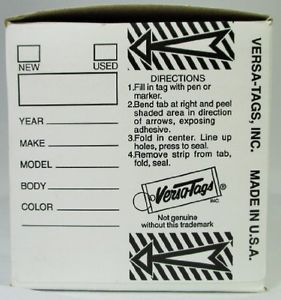 NEW USED
YEAR
MAKE
MODEL
BODY
COLOR
DIRECTIONS
1.Fill in tag with pen or
marker.
2.Bend tab at right and peel
shaded area in direction
of arrows, exposing
adhesive.
3.Fold in center. Line up
holes, press to seal.
4.Remove strip from tab,
fold, seal.
Versa-Tags ®
INC.
Not genuine
without this trademark
VERSA-TAGS, INC. MADE IN U.S.A.